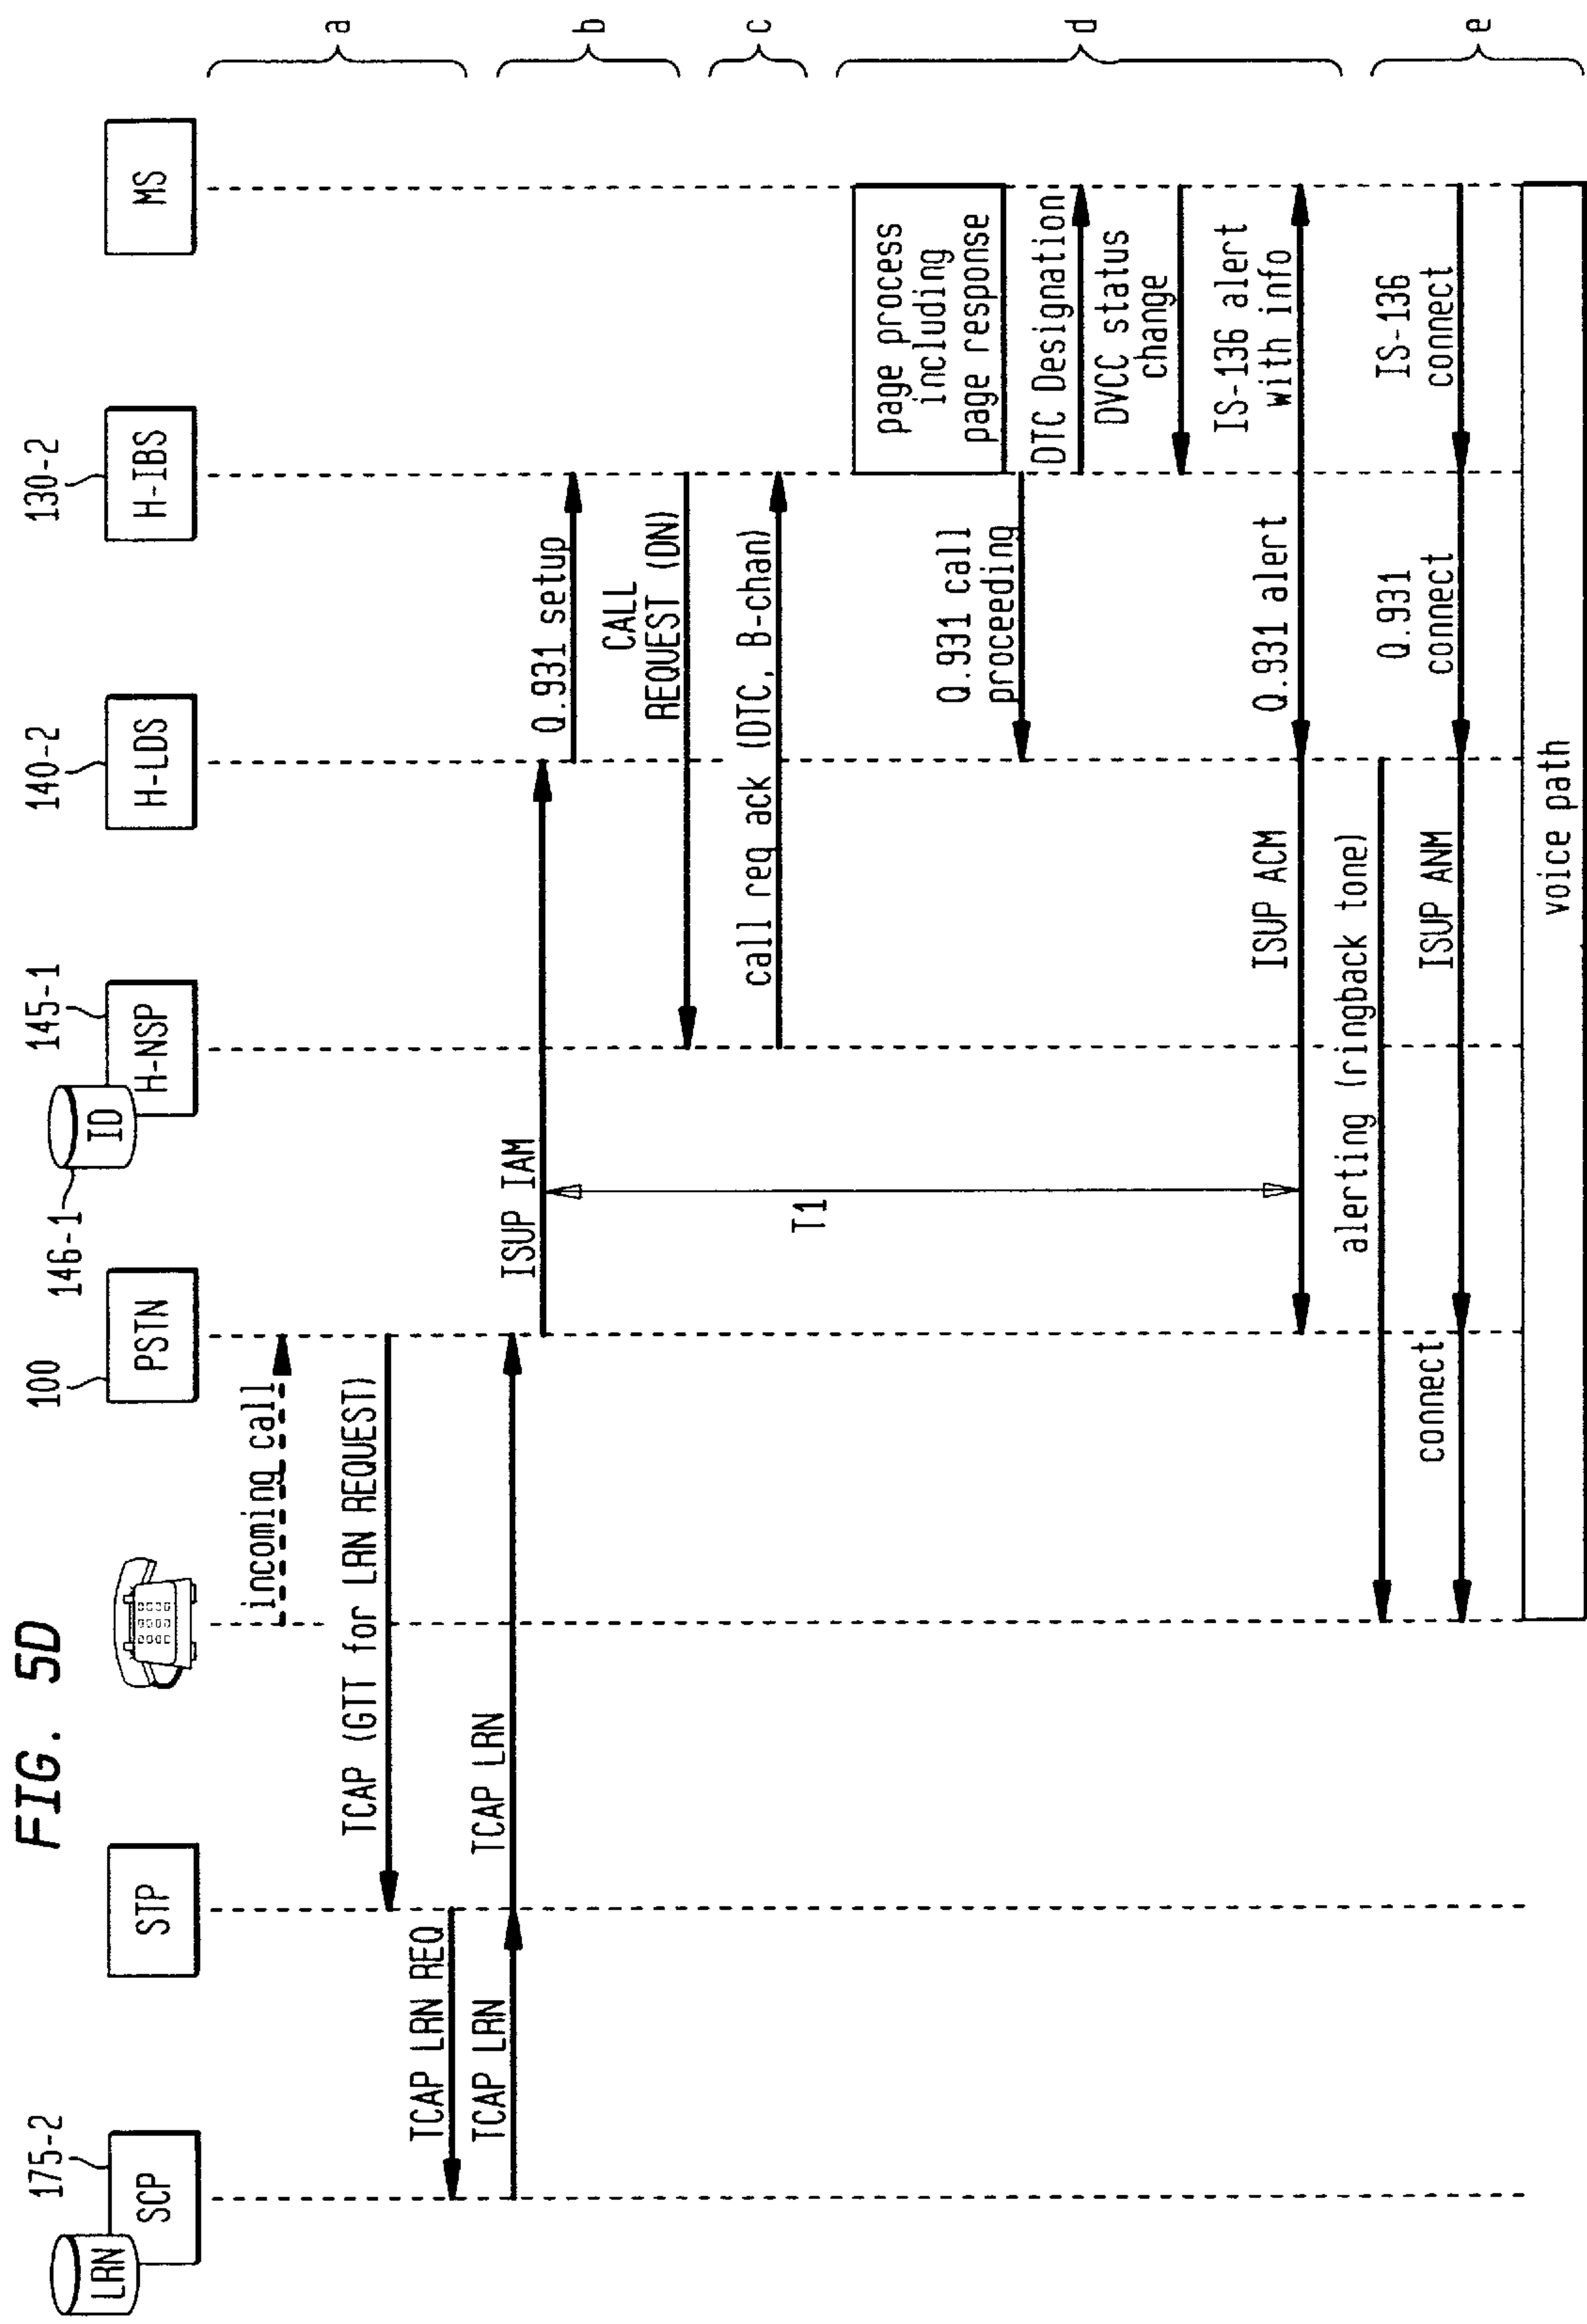 FIG. 5D
175-2
100
146-1
145-1
140-2
130-2
LRN
SCP
STP
PSTN
ID
H-NSP
H-LDS
H-IBS
MS
a
incoming call
TCAP (GTT for LRN REQUEST)
TCAP LRN REQ
b
TCAP LRN
TCAP LRN
ISUP IAM
Q.931 setup
CALL
REQUEST (DN)
c
call req ack (DTC, B-chan)
T1
d
page process
including
page response
Q.931 call
proceeding
DTC Designation
DVCC status
change
IS-136 alert
with info
Q.931 alert
ISUP ACM
e
alerting (ringback tone)
connect
ISUP ANM
Q.931
connect
IS-136
connect
voice path